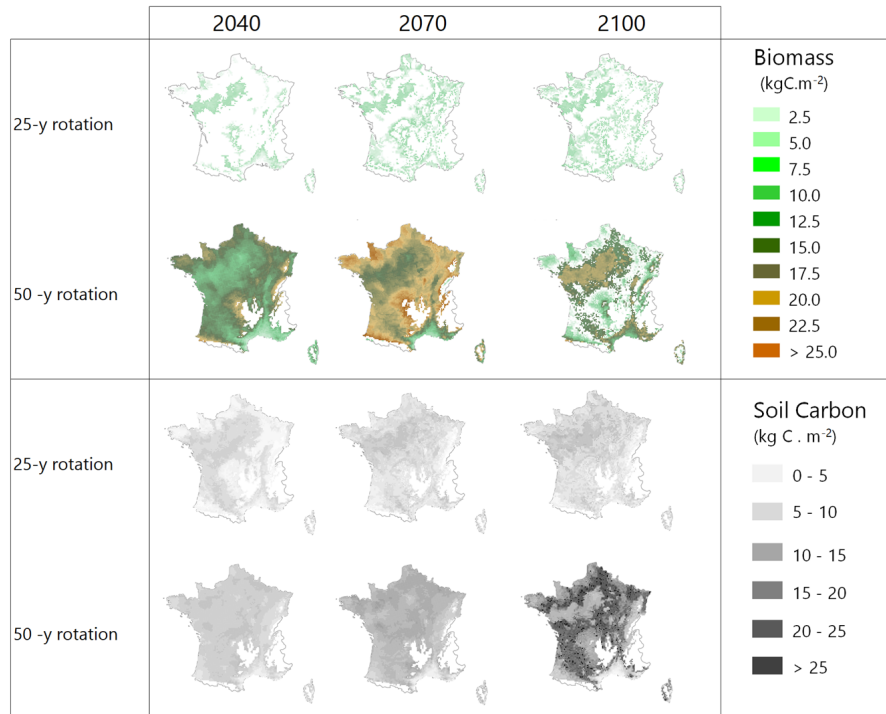 2040 2070 2100
Biomass
(kgC.m-2)
25-y rotation
2.5
5.0
7.5
10.0
12.5
50 -y rotation
15.0
17.5
20.0
22.5
> 25.0
Soil Carbon
(kg C . m-2)
25-y rotation
0 - 5
5 - 10
10 - 15
15 - 20
50 -y rotation
20 - 25
> 25